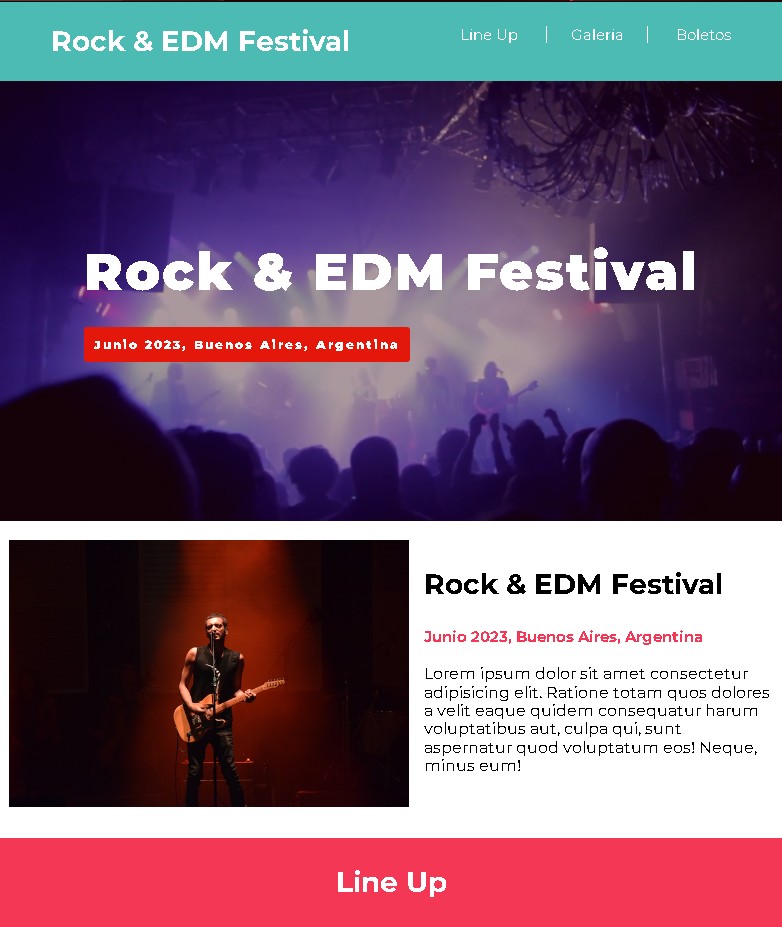 Rock & EDM Festival
Line Up
Galeria
Boletos
Rock & EDM Festival
Junio 2023, Buenos Aires, Argentina
Rock & EDM Festival
Junio 2023, Buenos Aires, Argentina
Lorem ipsum dolor sit amet consectetur
adipisicing elit. Ratione totam quos dolores
a velit eaque quidem consequatur harum
voluptatibus aut, culpa qui, sunt
aspernatur quod voluptatum eos! Neque,
minus eum!
Line Up